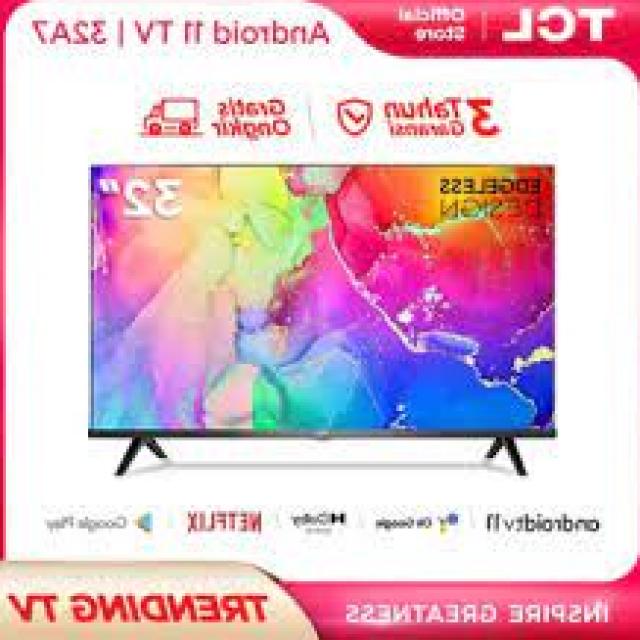 TCL
Official
Store
Android 11 TV | 32A7
3 Tahun
Garansi
Gratis
Ongkir
EDGELESS
DESIGN
32"
androidtv 11
Ok Google
Dolby
NETFLIX
Google Play
INSPIRE GREATNESS
TRENDING TV